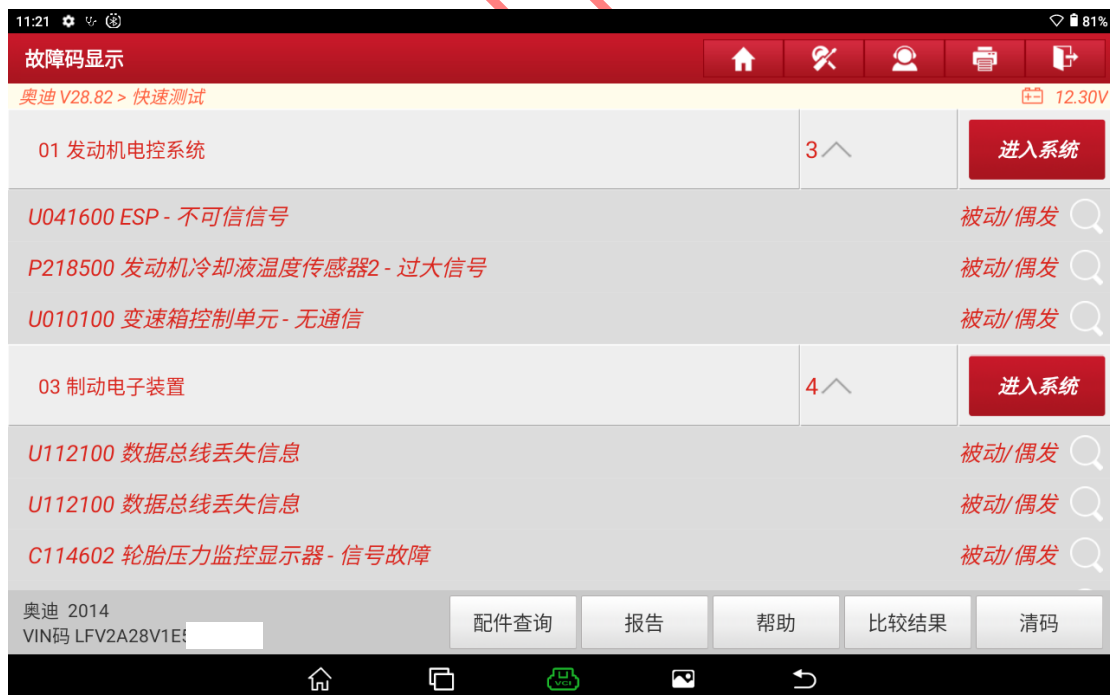 11:21 81%
故障码显示
奥迪 V28.82 > 快速测试 12.30V
01 发动机电控系统 3 进入系统
U041600 ESP - 不可信信号 被动/偶发
P218500 发动机冷却液温度传感器2 - 过大信号 被动/偶发
U010100 变速箱控制单元 - 无通信 被动/偶发
03 制动电子装置 4 进入系统
U112100 数据总线丢失信息 被动/偶发
U112100 数据总线丢失信息 被动/偶发
C114602 轮胎压力监控显示器 - 信号故障 被动/偶发
奥迪 2014
VIN码 LFV2A28V1E
配件查询 报告 帮助 比较结果 清码
VCI